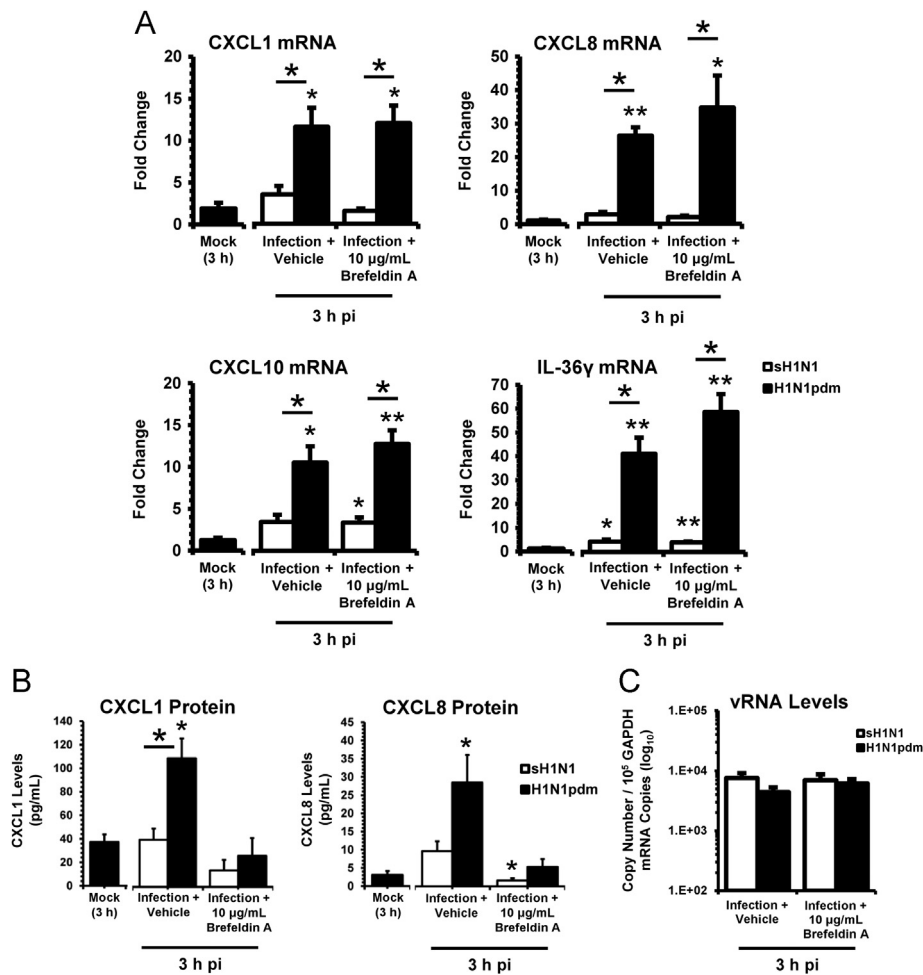 A
CXCL1 mRNA
Fold Change
20
15
10
5
0
*
*
*
*
Mock
(3 h)
Infection +
Vehicle
Infection +
10 µg/mL
Brefeldin A
3 h pi
CXCL8 mRNA
Fold Change
50
40
30
20
10
0
*
**
*
*
Mock
(3 h)
Infection +
Vehicle
Infection +
10 µg/mL
Brefeldin A
3 h pi
CXCL10 mRNA
Fold Change
20
15
10
5
0
*
*
*
**
*
Mock
(3 h)
Infection +
Vehicle
Infection +
10 µg/mL
Brefeldin A
3 h pi
IL-36γ mRNA
Fold Change
70
60
50
40
30
20
10
0
*
**
*
**
*
**
sH1N1
H1N1pdm
Mock
(3 h)
Infection +
Vehicle
Infection +
10 µg/mL
Brefeldin A
3 h pi
B
CXCL1 Protein
CXCL1 Levels
(pg/mL)
140
120
100
80
60
40
20
0
*
*
Mock
(3 h)
Infection +
Vehicle
Infection +
10 µg/mL
Brefeldin A
3 h pi
CXCL8 Protein
CXCL8 Levels
(pg/mL)
45
40
35
30
25
20
15
10
5
0
*
*
sH1N1
H1N1pdm
Mock
(3 h)
Infection +
Vehicle
Infection +
10 µg/mL
Brefeldin A
3 h pi
C
vRNA Levels
Copy Number / 10⁵ GAPDH
mRNA Copies (log₁₀)
1.E+05
1.E+04
1.E+03
1.E+02
sH1N1
H1N1pdm
Infection +
Vehicle
Infection +
10 µg/mL
Brefeldin A
3 h pi